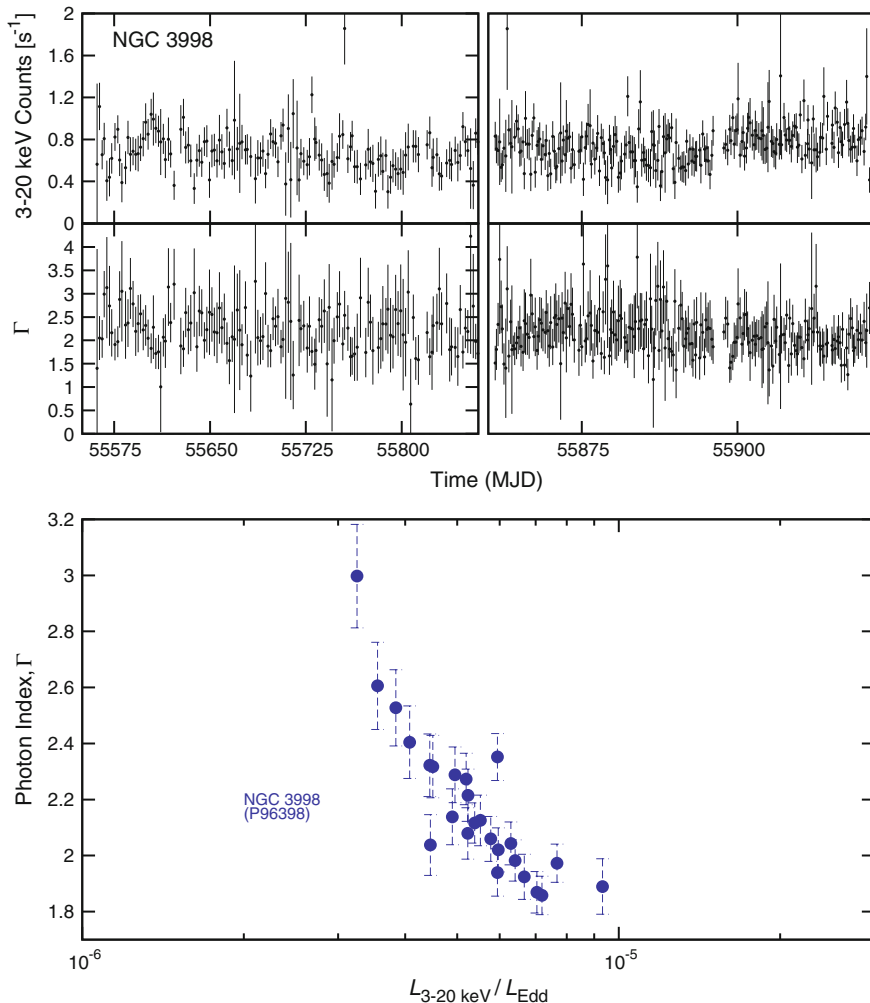 NGC 3998
3-20 keV Counts [s⁻¹]
2
1.6
1.2
0.8
0.4
0
Γ
4
3.5
3
2.5
2
1.5
1
0.5
0
55575 55650 55725 55800 55875 55900
Time (MJD)
Photon Index, Γ
3.2
3
2.8
2.6
2.4
2.2
2
1.8
NGC 3998
(P96398)
10⁻⁶ 10⁻⁵
L₃₋₂₀ keV / L_Edd